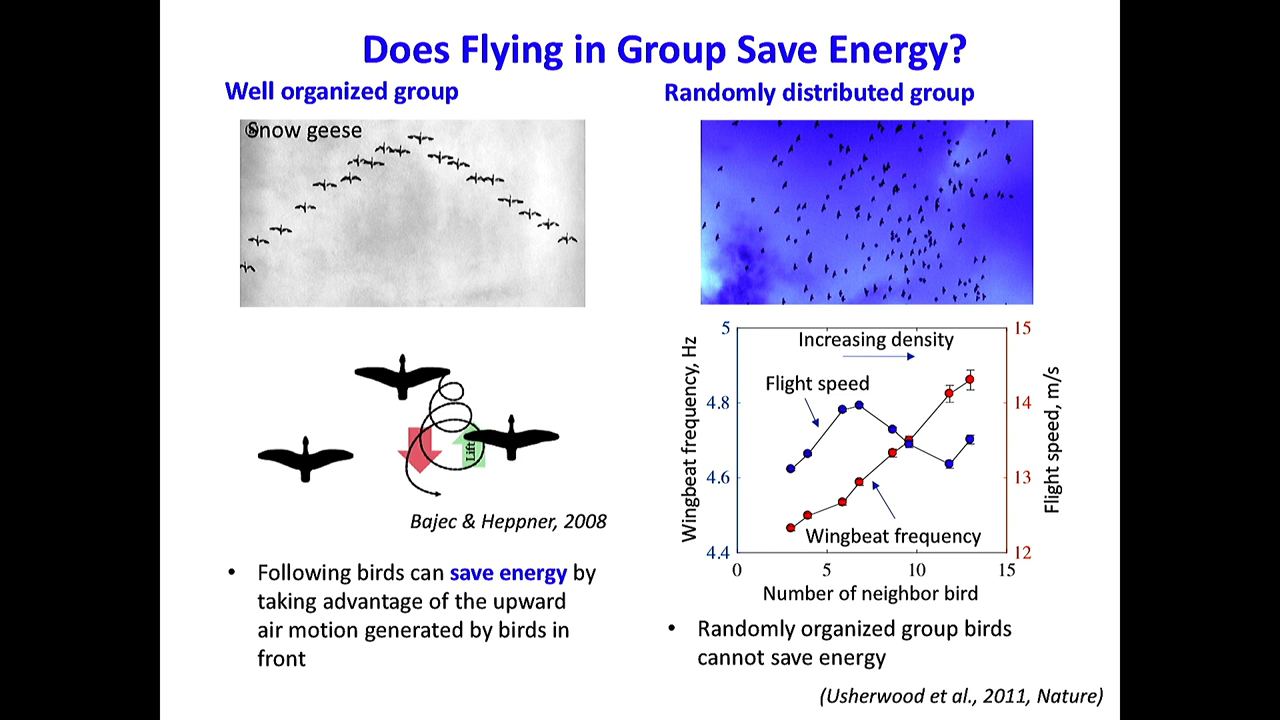 Does Flying in Group Save Energy?
Well organized group
Snow geese
Lift
Bajec & Heppner, 2008
• Following birds can save energy by
taking advantage of the upward
air motion generated by birds in
front
Randomly distributed group
5
4.8
4.6
4.4
Wingbeat frequency, Hz
Increasing density
Flight speed
Wingbeat frequency
15
14
13
12
Flight speed, m/s
0 5 10 15
Number of neighbor bird
• Randomly organized group birds
cannot save energy
(Usherwood et al., 2011, Nature)